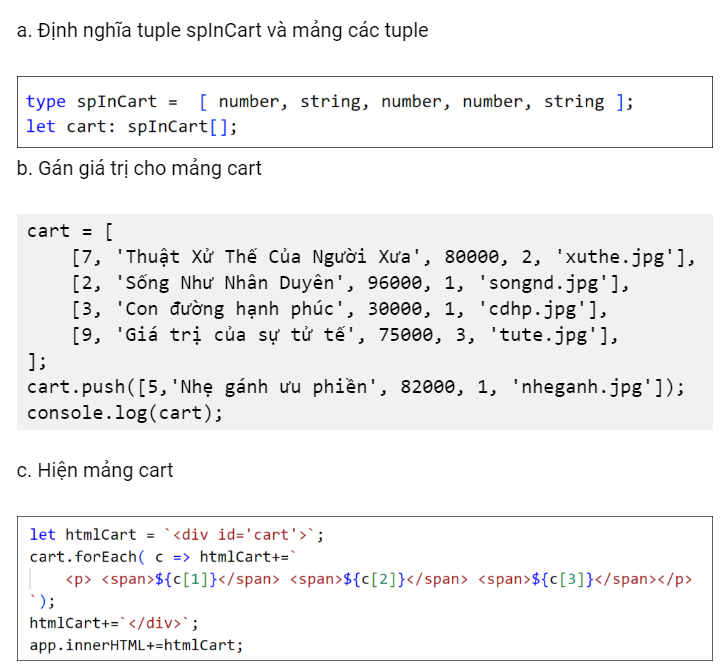 a. Định nghĩa tuple spInCart và mảng các tuple
type spInCart =  [ number, string, number, number, string ];
let cart: spInCart[];
b. Gán giá trị cho mảng cart
cart = [
    [7, 'Thuật Xử Thế Của Người Xưa', 80000, 2, 'xuthe.jpg'],
    [2, 'Sống Như Nhân Duyên', 96000, 1, 'songnd.jpg'],
    [3, 'Con đường hạnh phúc', 30000, 1, 'cdhp.jpg'],
    [9, 'Giá trị của sự tử tế', 75000, 3, 'tute.jpg'],
];
cart.push([5,'Nhẹ gánh ưu phiền', 82000, 1, 'nheganh.jpg']);
console.log(cart);
c. Hiện mảng cart
let htmlCart = `<div id='cart'>`;
cart.forEach( c => htmlCart+=`
    <p> <span>${c[1]}</span> <span>${c[2]}</span> <span>${c[3]}</span></p>
`);
htmlCart+=`</div>`;
app.innerHTML+=htmlCart;